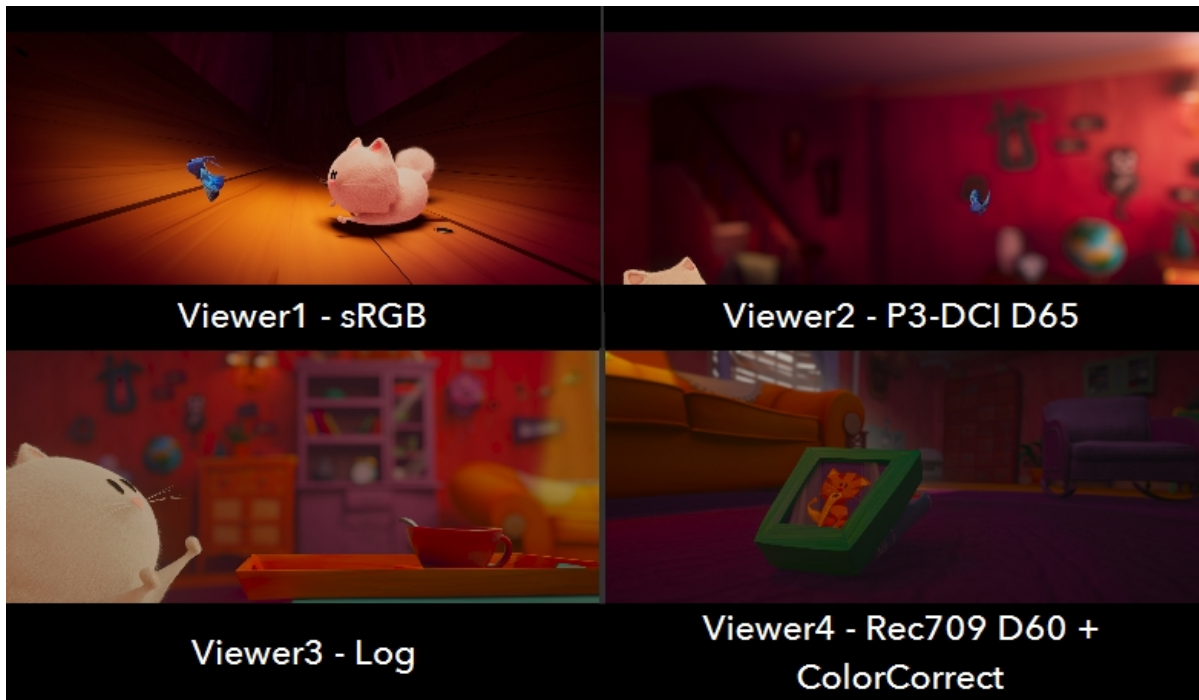 Viewer1 - sRGB
Viewer2 - P3-DCI D65
Viewer3 - Log
Viewer4 - Rec709 D60 +
ColorCorrect